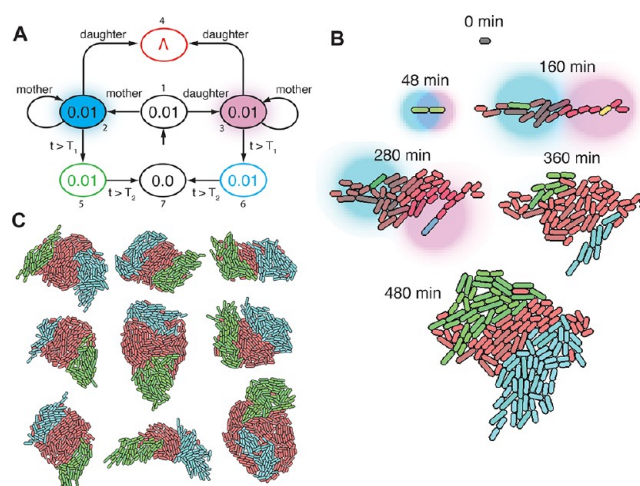 A
4
daughter
Λ
daughter
mother
mother
1
daughter
mother
0.01
0.01
0.01
2
3
t > T₁
t > T₁
0.01
t > T₂
0.0
t > T₂
0.01
5
7
6
B
0 min
48 min
160 min
280 min
360 min
480 min
C